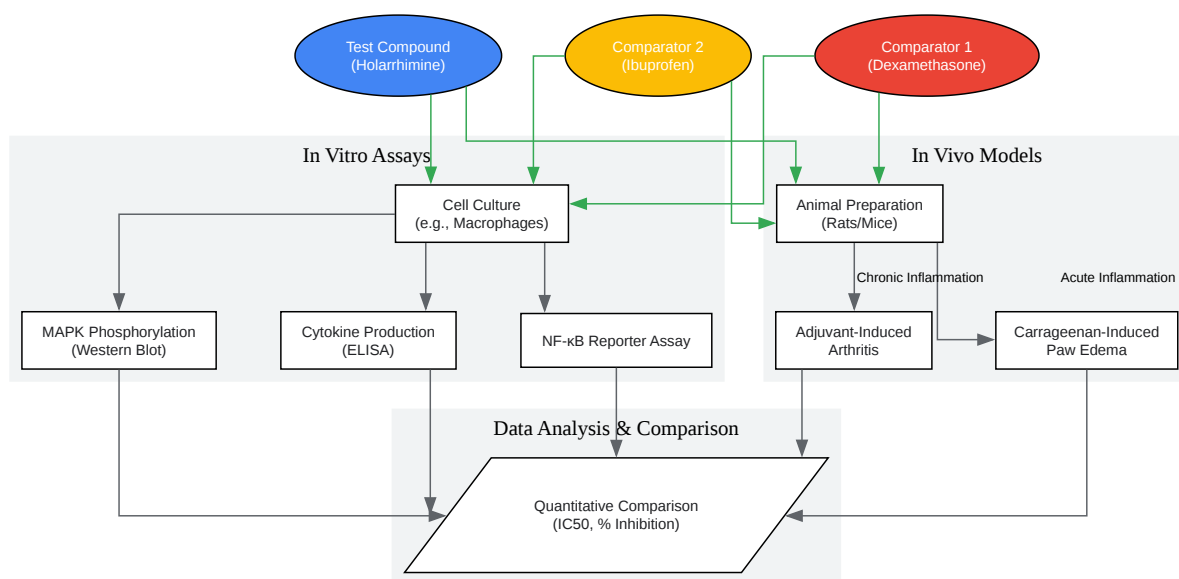 Test Compound
(Holarrhimine)
Comparator 2
(Ibuprofen)
Comparator 1
(Dexamethasone)
In Vitro Assays
In Vivo Models
Cell Culture
(e.g., Macrophages)
Animal Preparation
(Rats/Mice)
Chronic Inflammation
Acute Inflammation
MAPK Phosphorylation
(Western Blot)
Cytokine Production
(ELISA)
NF-κB Reporter Assay
Adjuvant-Induced
Arthritis
Carrageenan-Induced
Paw Edema
Data Analysis & Comparison
Quantitative Comparison
(IC50, % Inhibition)